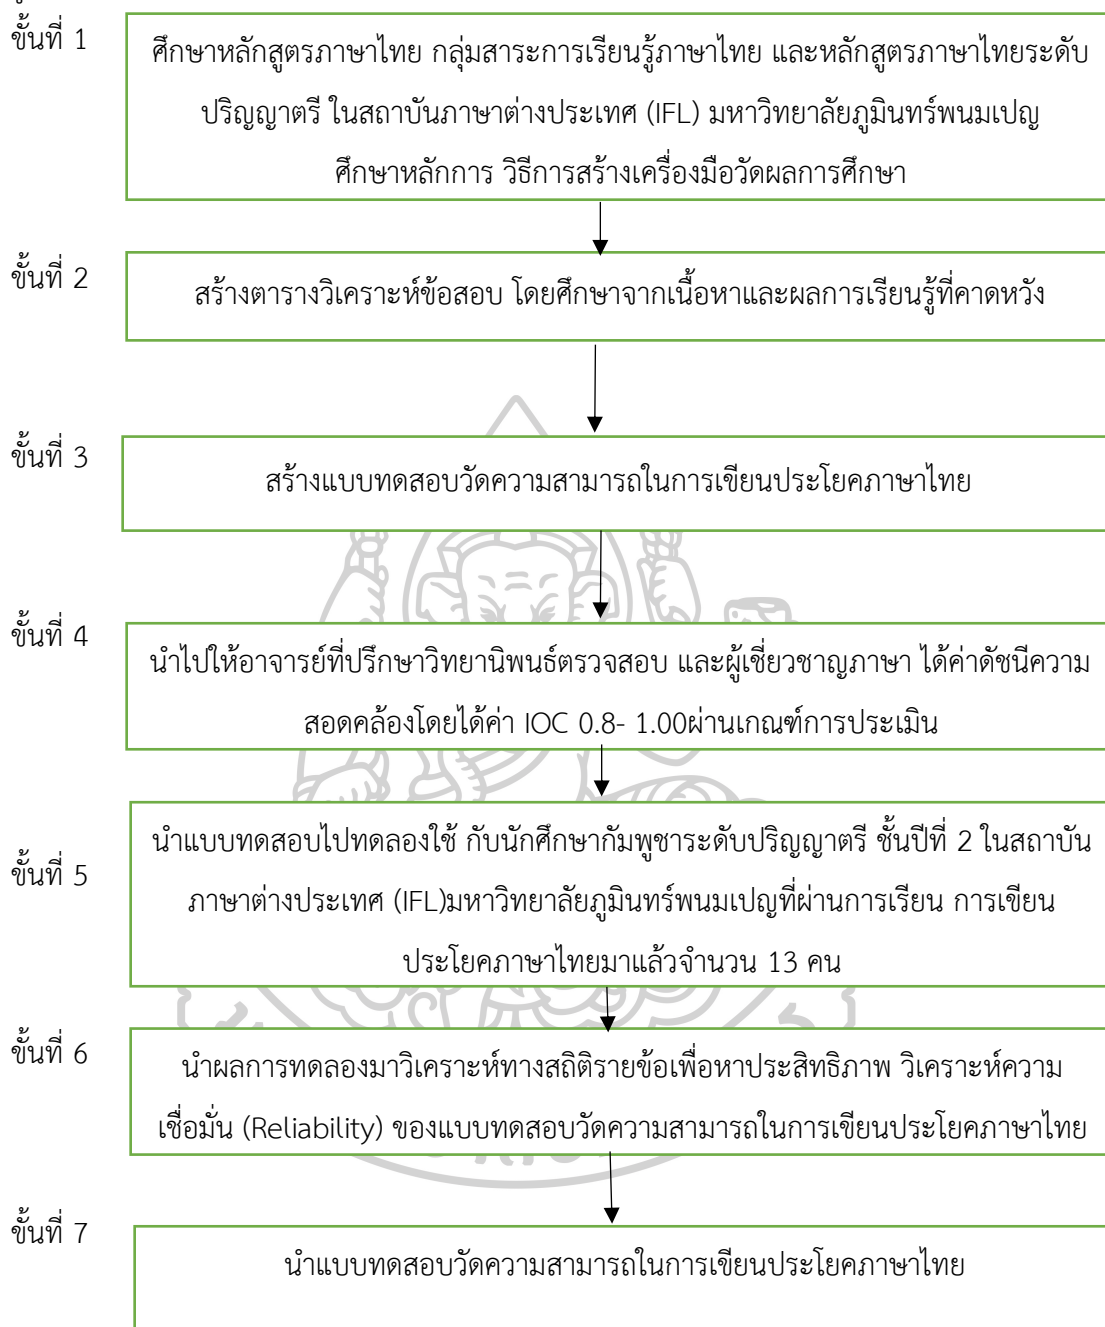 ขั้นที่ 1
ศึกษาหลักสูตรภาษาไทย กลุ่มสาระการเรียนรู้ภาษาไทย และหลักสูตรภาษาไทยระดับ
ปริญญาตรี ในสถาบันภาษาต่างประเทศ (IFL) มหาวิทยาลัยภูมินทร์พนมเปญ
ศึกษาหลักการ วิธีการสร้างเครื่องมือวัดผลการศึกษา
ขั้นที่ 2
สร้างตารางวิเคราะห์ข้อสอบ โดยศึกษาจากเนื้อหาและผลการเรียนรู้ที่คาดหวัง
ขั้นที่ 3
สร้างแบบทดสอบวัดความสามารถในการเขียนประโยคภาษาไทย
ขั้นที่ 4
นำไปให้อาจารย์ที่ปรึกษาวิทยานิพนธ์ตรวจสอบ และผู้เชี่ยวชาญภาษา ได้ค่าดัชนีความ
สอดคล้องโดยได้ค่า IOC 0.8- 1.00ผ่านเกณฑ์การประเมิน
ขั้นที่ 5
นำแบบทดสอบไปทดลองใช้ กับนักศึกษากัมพูชาระดับปริญญาตรี ชั้นปีที่ 2 ในสถาบัน
ภาษาต่างประเทศ (IFL)มหาวิทยาลัยภูมินทร์พนมเปญที่ผ่านการเรียน การเขียน
ประโยคภาษาไทยมาแล้วจำนวน 13 คน
ขั้นที่ 6
นำผลการทดลองมาวิเคราะห์ทางสถิติรายข้อเพื่อหาประสิทธิภาพ วิเคราะห์ความ
เชื่อมั่น (Reliability) ของแบบทดสอบวัดความสามารถในการเขียนประโยคภาษาไทย
ขั้นที่ 7
นำแบบทดสอบวัดความสามารถในการเขียนประโยคภาษาไทย